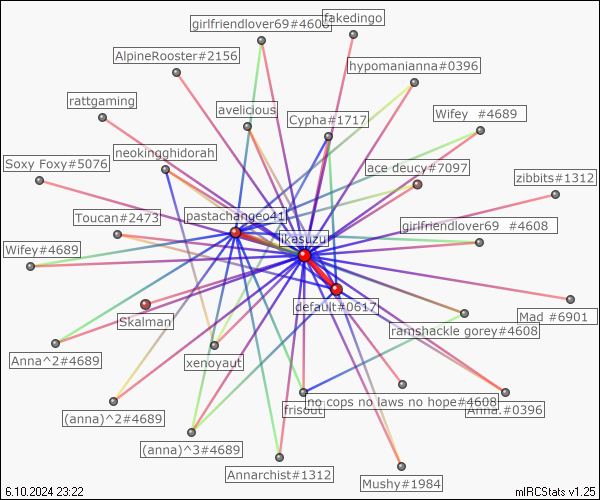 girlfriendlover69#4606
fakedingo
AlpineRooster#2156
hypomanianna#0396
rattgaming
avelicious
Cypha#1717
Wifey #4689
neokingghidorah
Soxy Foxy#5076
ace deucy#7097
zibbits#1312
Toucan#2473
pastachangeo41
girlfriendlover69 #4608
Wifey#4689
likasuzu
default#0617
Mad #6901
Skalman
ramshackle gorey#4608
Anna^2#4689
xenoyaut
(anna)^2#4689
frisout
no cops no laws no hope#4608
Anna.#0396
(anna)^3#4689
Annarchist#1312
Mushy#1984
6.10.2024 23:22
mIRCStats v1.25